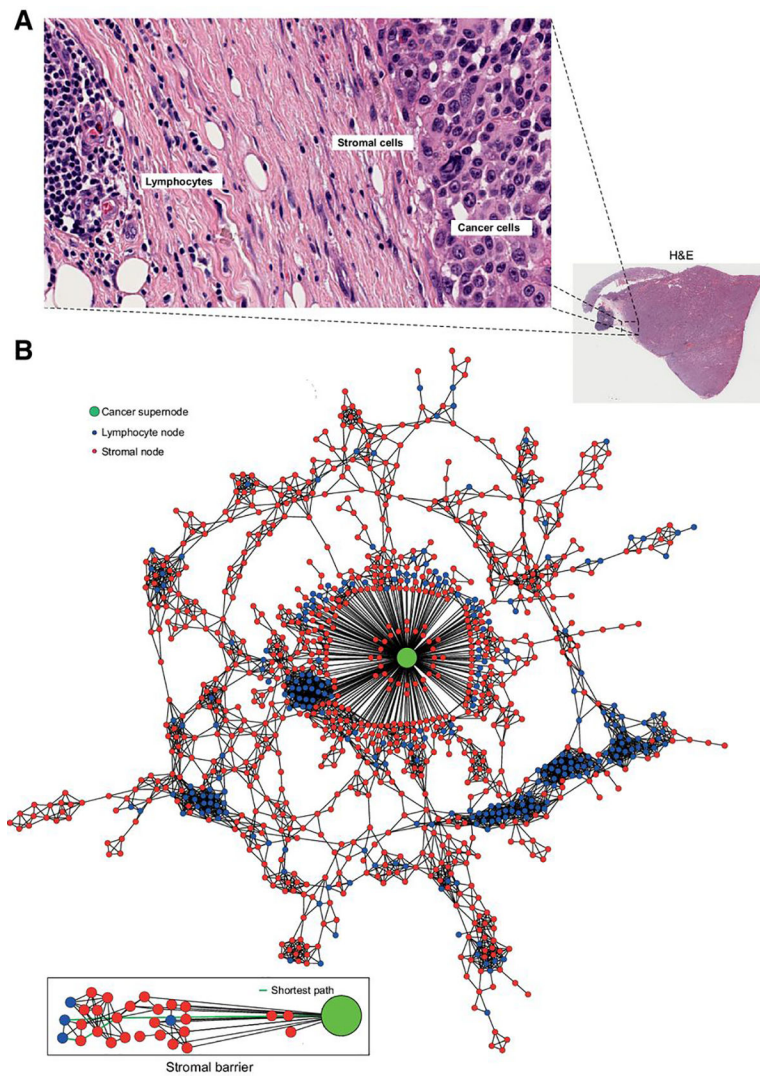 A
Stromal cells
Lymphocytes
Cancer cells
H&E
B
Cancer supernode
Lymphocyte node
Stromal node
Shortest path
Stromal barrier